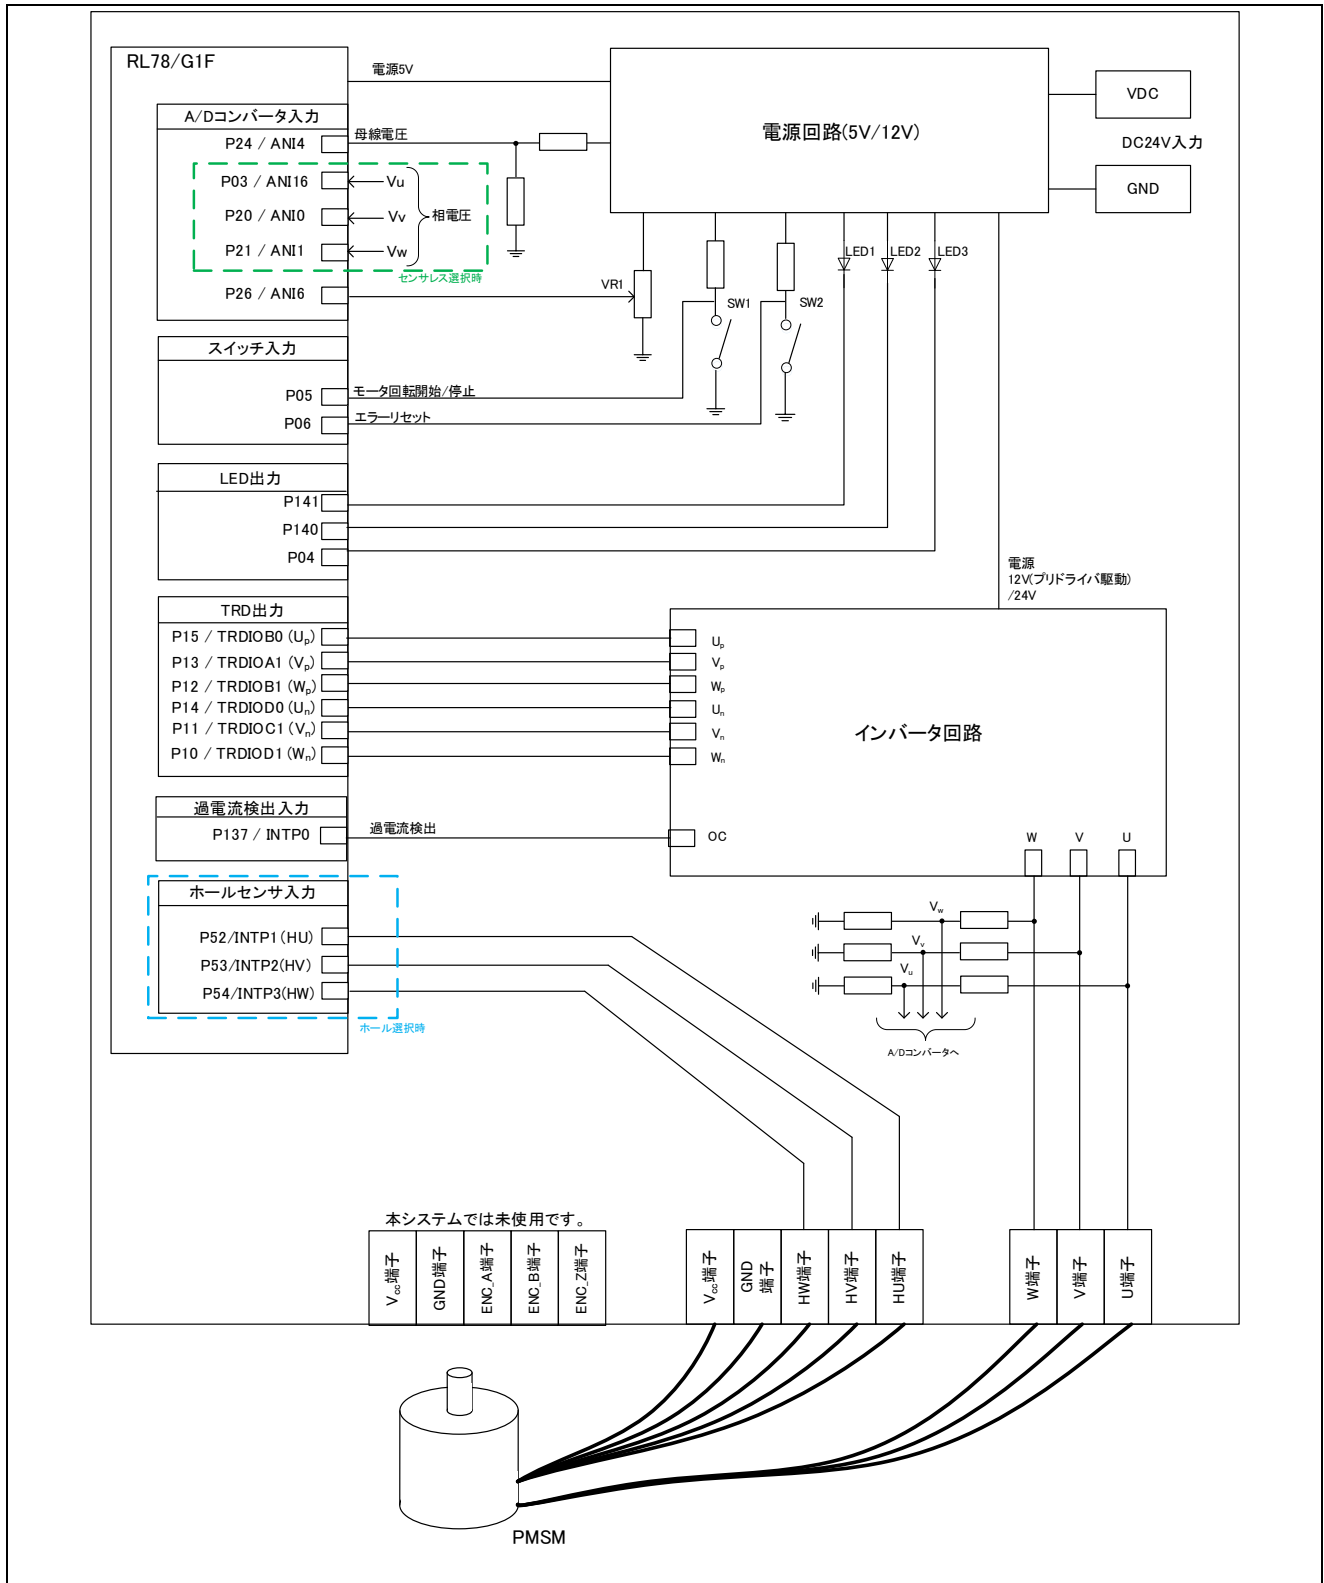 RL78/G1F
電源5V
A/Dコンバータ入力
P24 / ANI4
母線電圧
P03 / ANI16
Vu
P20 / ANI0
Vv
相電圧
P21 / ANI1
Vw
センサレス選択時
P26 / ANI6
VR1
電源回路(5V/12V)
VDC
DC24V入力
GND
LED1
LED2
LED3
SW1
SW2
スイッチ入力
P05
モータ回転開始/停止
P06
エラーリセット
LED出力
P141
P140
P04
電源
12V(プリドライバ駆動)
/24V
TRD出力
P15 / TRDIOB0 (Up)
P13 / TRDIOA1 (Vp)
P12 / TRDIOB1 (Wp)
P14 / TRDIOD0 (Un)
P11 / TRDIOC1 (Vn)
P10 / TRDIOD1 (Wn)
Up
Vp
Wp
Un
Vn
Wn
インバータ回路
過電流検出入力
P137 / INTP0
過電流検出
OC
W
V
U
ホールセンサ入力
P52/INTP1(HU)
P53/INTP2(HV)
P54/INTP3(HW)
ホール選択時
Vw
Vv
Vu
A/Dコンバータへ
本システムでは未使用です。
Vcc端子
GND端子
ENC_A端子
ENC_B端子
ENC_Z端子
Vcc端子
GND
端子
HW端子
HV端子
HU端子
W端子
V端子
U端子
PMSM